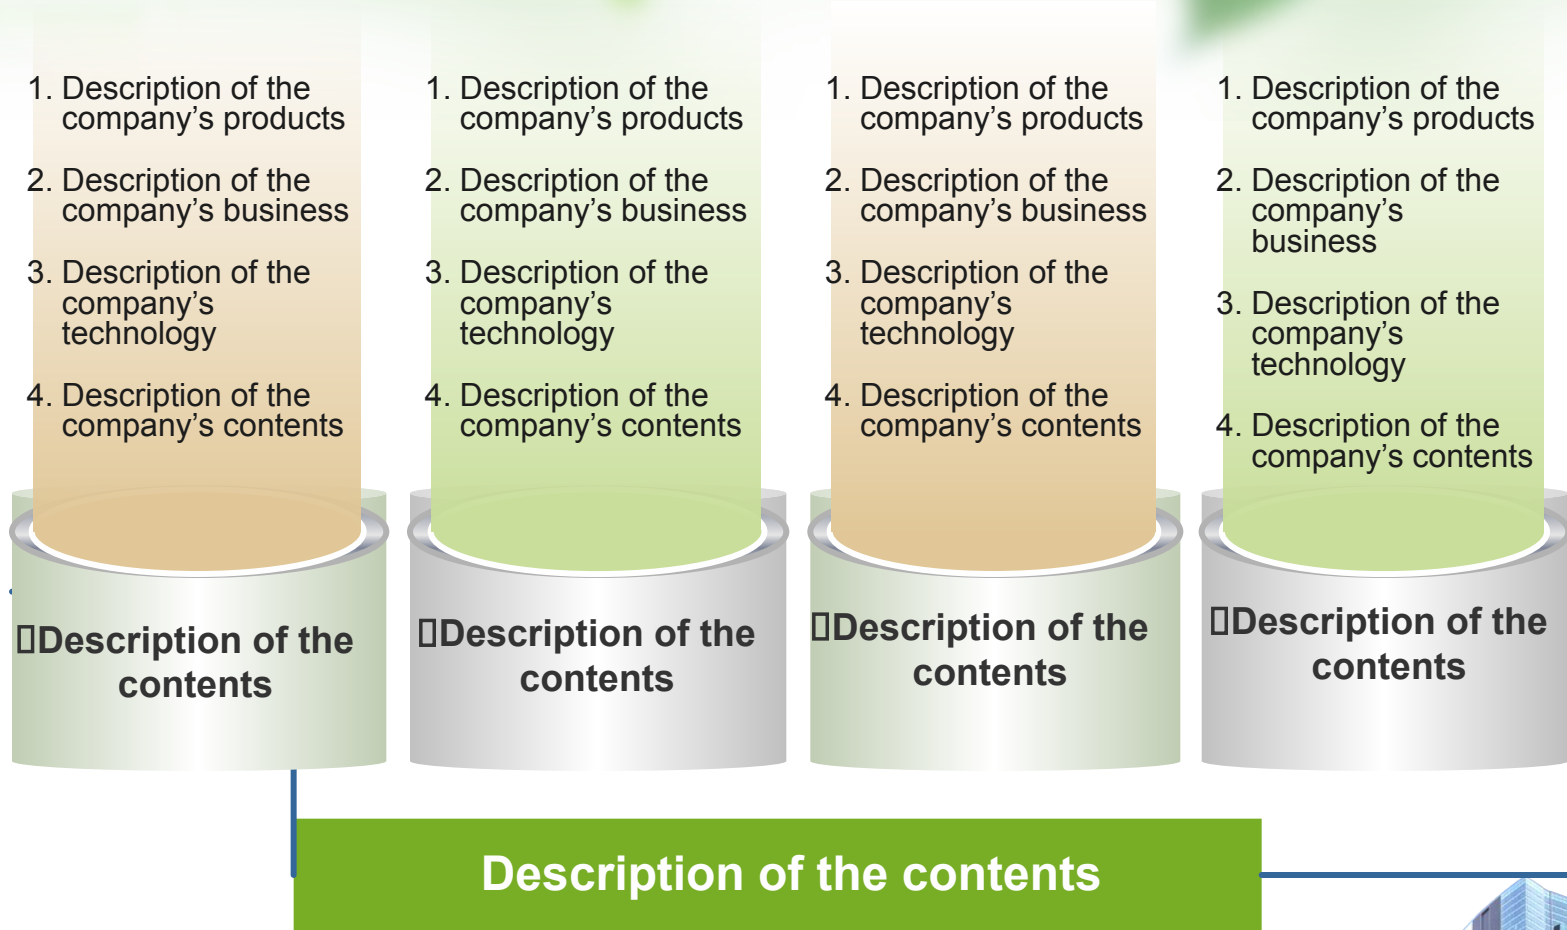 1. Description of the
company’s products
2. Description of the
company’s business
3. Description of the
company’s
technology
4. Description of the
company’s contents
1. Description of the
company’s products
2. Description of the
company’s business
3. Description of the
company’s
technology
4. Description of the
company’s contents
1. Description of the
company’s products
2. Description of the
company’s business
3. Description of the
company’s
technology
4. Description of the
company’s contents
1. Description of the
company’s products
2. Description of the
company’s
business
3. Description of the
company’s
technology
4. Description of the
company’s contents
Description of the
contents
Description of the
contents
Description of the
contents
Description of the
contents
Description of the contents